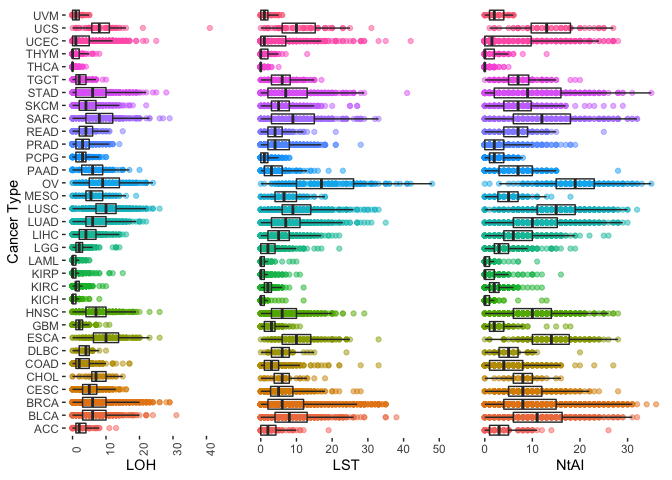 Cancer Type
UVM
UCS
UCEC
THYM
THCA
TGCT
STAD
SKCM
SARC
READ
PRAD
PCPG
PAAD
OV
MESO
LUSC
LUAD
LIHC
LGG
LAML
KIRP
KIRC
KICH
HNSC
GBM
ESCA
DLBC
COAD
CHOL
CESC
BRCA
BLCA
ACC
0 10 20 30 40
LOH
0 10 20 30 40 50
LST
0 10 20 30
NtAI